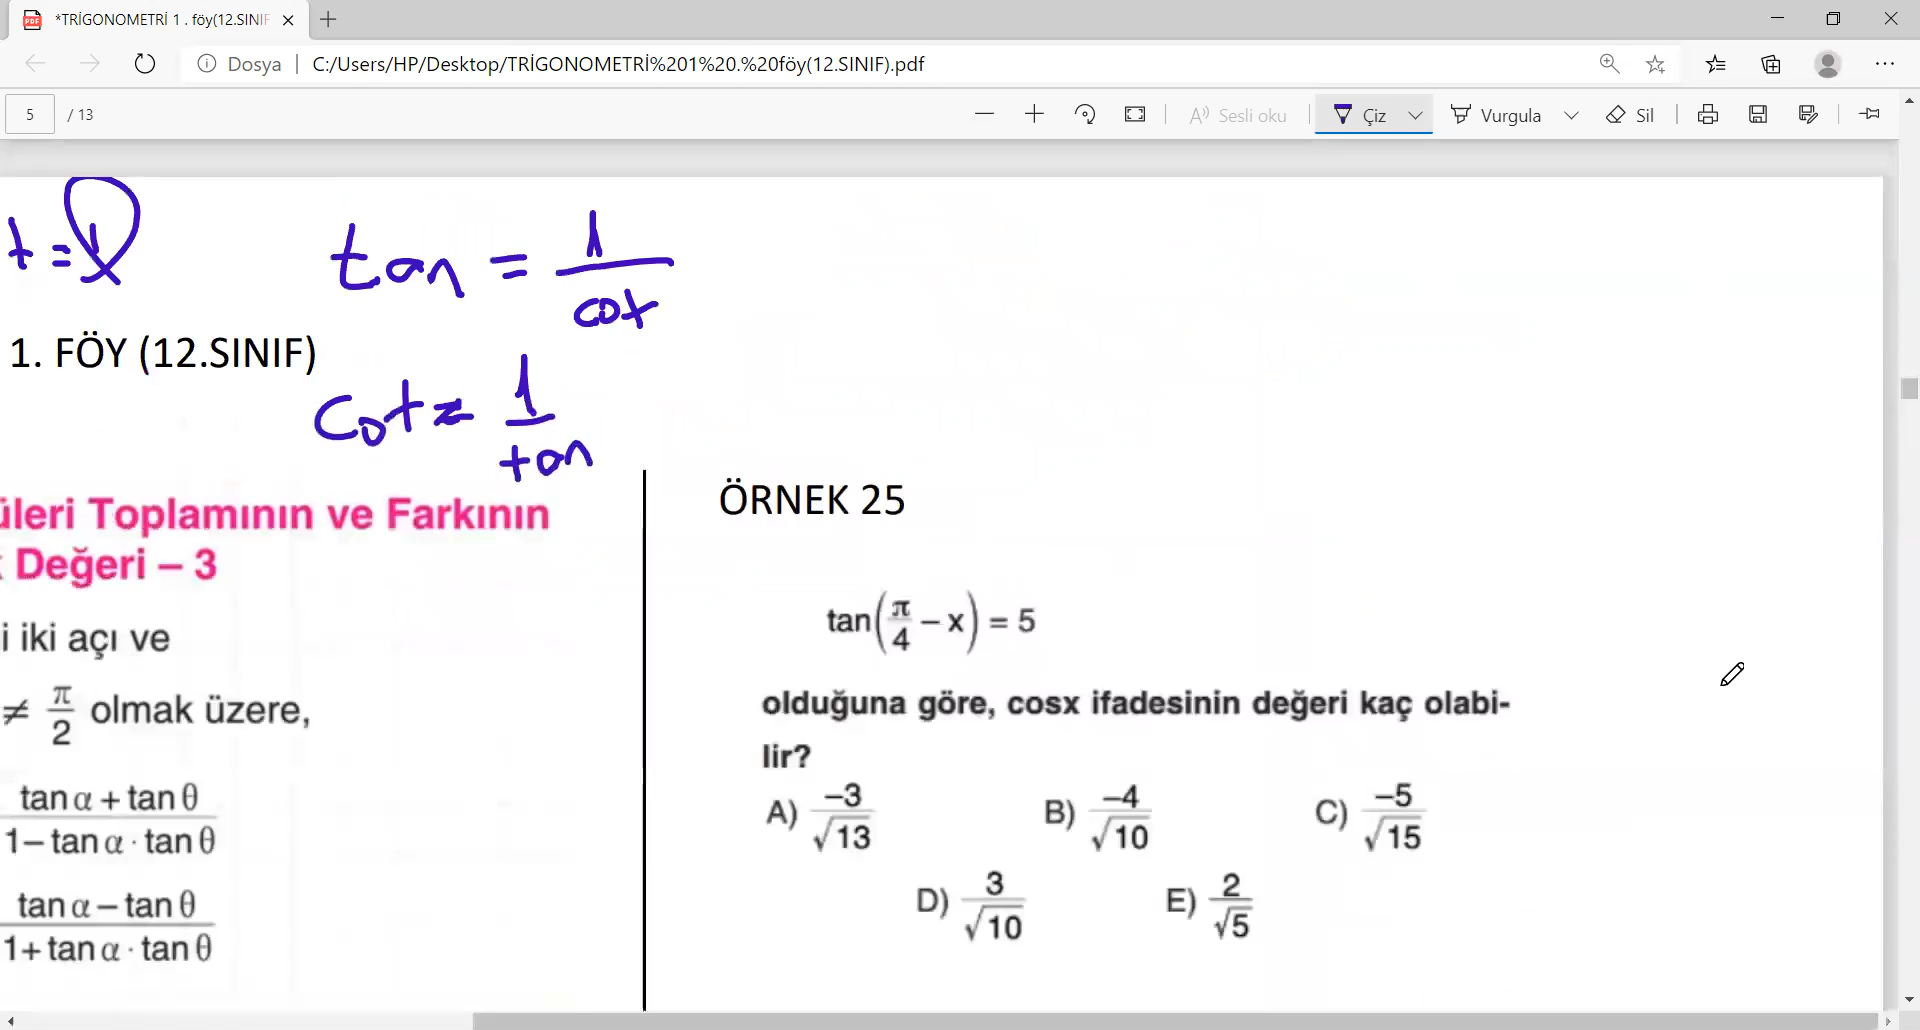 *TRİGONOMETRİ 1 . föy(12.SINIF
Dosya | C:/Users/HP/Desktop/TRİGONOMETRİ%201%20.%20föy(12.SINIF).pdf
5 / 13
Sesli oku Çiz Vurgula Sil
t = 1
tan = 1/cot
1. FÖY (12.SINIF)
cot = 1/tan
üleri Toplamının ve Farkının
Değeri – 3
i iki açı ve
≠ π/2 olmak üzere,
tan α + tan θ
1 – tan α · tan θ
tan α – tan θ
1 + tan α · tan θ
ÖRNEK 25
tan(π/4 – x) = 5
olduğuna göre, cosx ifadesinin değeri kaç olabi-
lir?
A) –3/√13 B) –4/√10 C) –5/√15
D) 3/√10 E) 2/√5